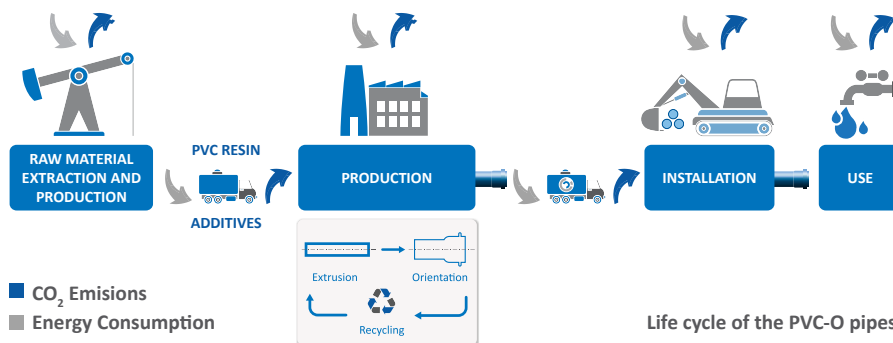 RAW MATERIAL
EXTRACTION AND
PRODUCTION
PVC RESIN
ADDITIVES
PRODUCTION
INSTALLATION
USE
Extrusion
Orientation
Recycling
CO₂ Emisions
Energy Consumption
Life cycle of the PVC-O pipes